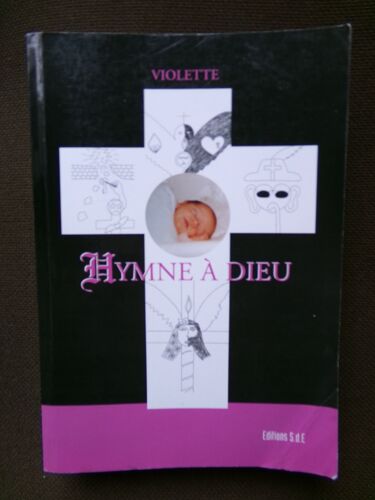 VIOLETTE
HYMNE À DIEU
Editions S.d.E